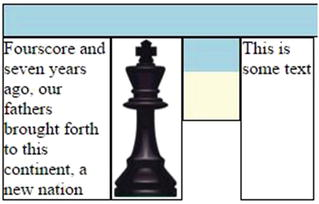 Fourscore and
seven years
ago, our
fathers
brought forth
to this
continent, a
new nation
This is
some text